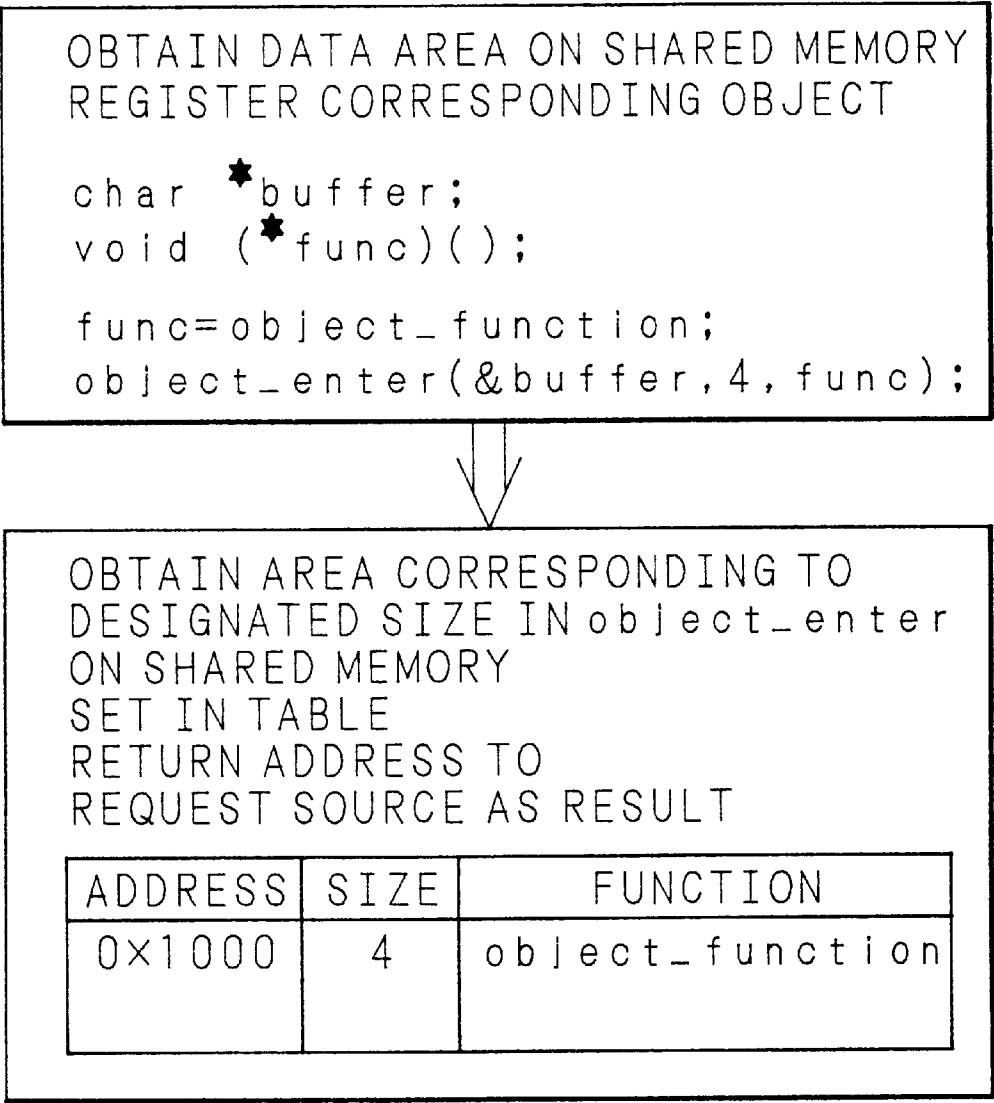 OBTAIN DATA AREA ON SHARED MEMORY
REGISTER CORRESPONDING OBJECT
char *buffer;
void (*func)();
func=object_function;
object_enter(&buffer,4,func);
OBTAIN AREA CORRESPONDING TO
DESIGNATED SIZE IN object_enter
ON SHARED MEMORY
SET IN TABLE
RETURN ADDRESS TO
REQUEST SOURCE AS RESULT
ADDRESS SIZE FUNCTION
0×1000 4 object_function